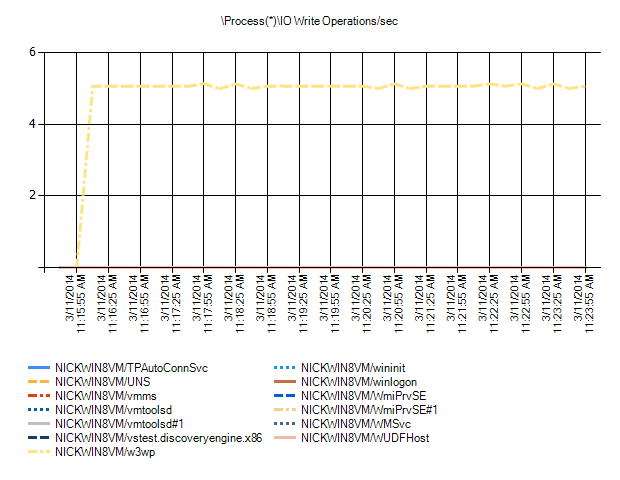 \Process(*)\IO Write Operations/sec
6
4
2
3/11/2014 11:15:55 AM
3/11/2014 11:16:25 AM
3/11/2014 11:16:55 AM
3/11/2014 11:17:25 AM
3/11/2014 11:17:55 AM
3/11/2014 11:18:25 AM
3/11/2014 11:18:55 AM
3/11/2014 11:19:25 AM
3/11/2014 11:19:55 AM
3/11/2014 11:20:25 AM
3/11/2014 11:20:55 AM
3/11/2014 11:21:25 AM
3/11/2014 11:21:55 AM
3/11/2014 11:22:25 AM
3/11/2014 11:22:55 AM
3/11/2014 11:23:25 AM
3/11/2014 11:23:55 AM
NICKWIN8VM/TPAutoConnSvc
NICKWIN8VM/UNS
NICKWIN8VM/vmms
NICKWIN8VM/vmtoolsd
NICKWIN8VM/vmtoolsd#1
NICKWIN8VM/vstest.discoveryengine.x86
NICKWIN8VM/w3wp
NICKWIN8VM/wininit
NICKWIN8VM/winlogon
NICKWIN8VM/WmiPrvSE
NICKWIN8VM/WmiPrvSE#1
NICKWIN8VM/WMSvc
NICKWIN8VM/WUDFHost